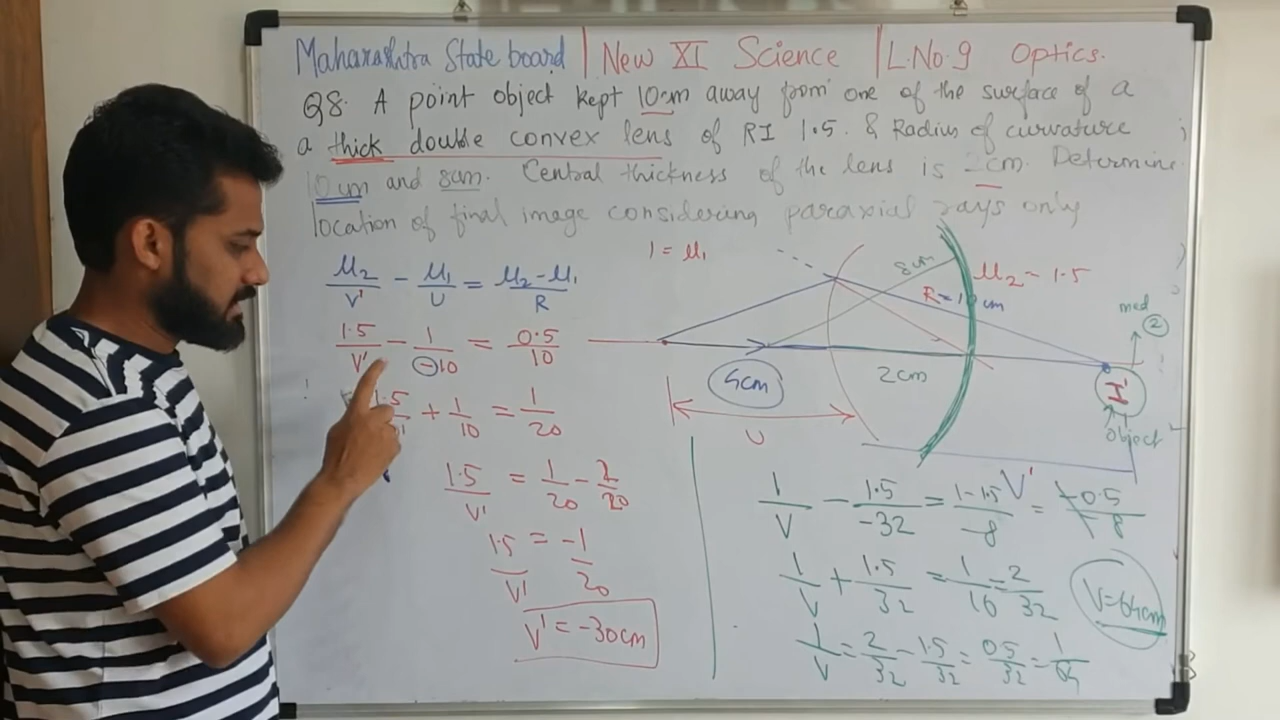 Maharashtra State board | New XI Science | L.No.9 Optics.
Q8. A point object kept 10cm away from one of the surface of a
a thick double convex lens of RI 1.5. & Radius of curvature
10cm and 8cm. Central thickness of the lens is 2cm. Determine
location of final image considering paraxial rays only
μ₂/V' - μ₁/U = μ₂-μ₁/R
1.5/V' - 1/-10 = 0.5/10
1.5 + 1/10 = 1/20
1.5/V' = 1/20 - 2/20
1.5/V' = -1/20
V' = -30cm
1 = μ₁
8cm
μ₂ = 1.5
R = 10cm
med
2
2cm
I'
Object
U
V'
1/V - 1.5/-32 = 1-1.5/-8 = -0.5/-8
1/V + 1.5/32 = 1/16 = 2/32
V=64cm
1/V = 2/32 - 1.5/32 = 0.5/32 = 1/64